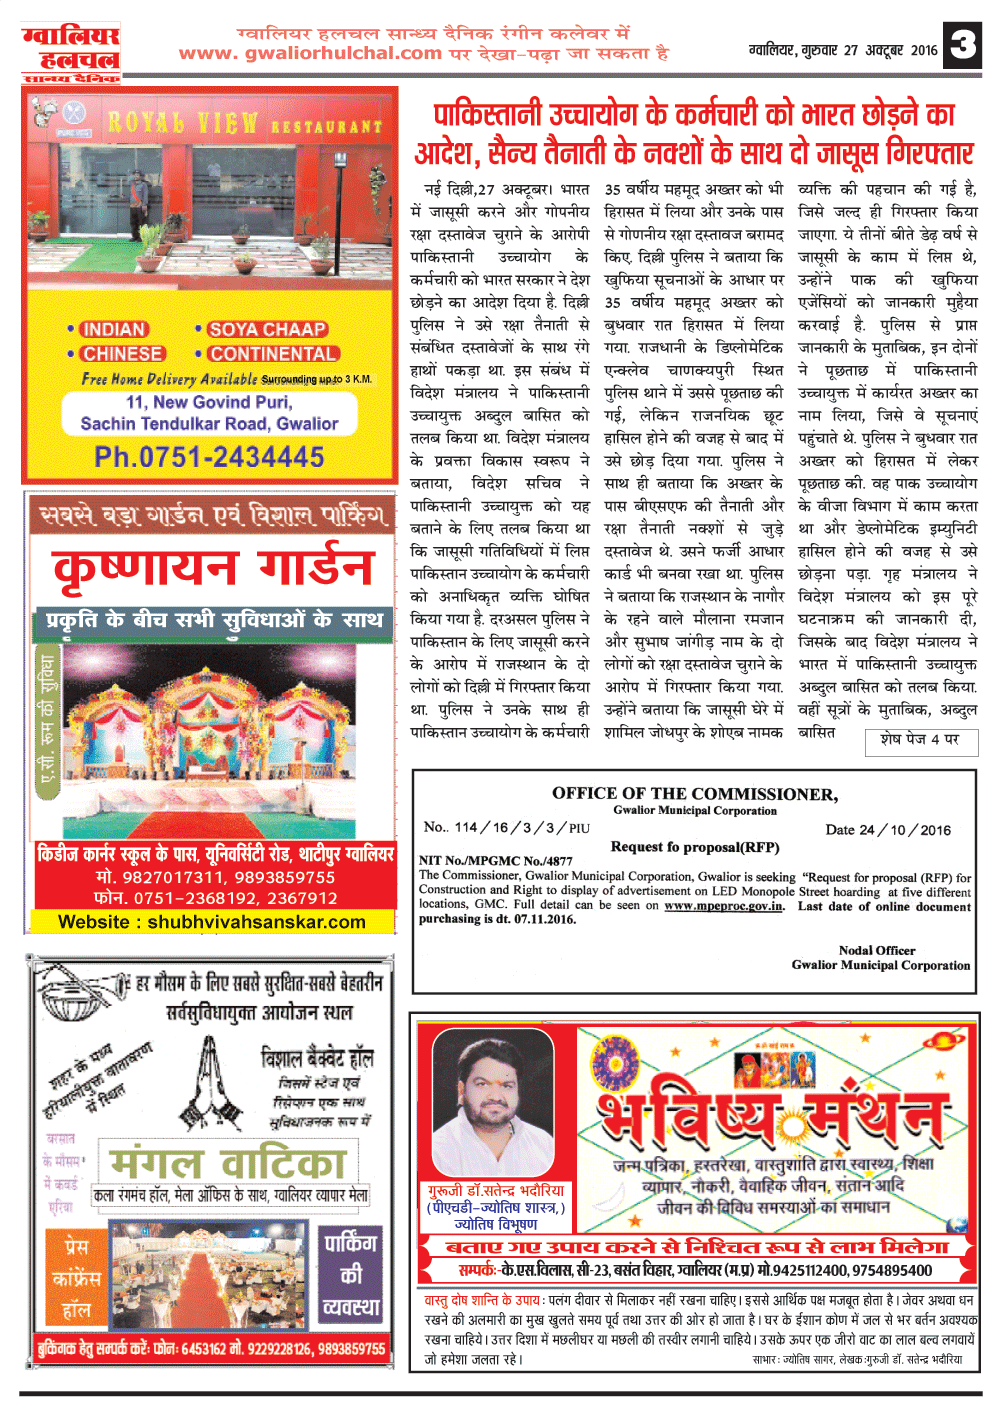 ग्वालियर
हलचल
सान्ध्य दैनिक
ग्वालियर हलचल सान्ध्य दैनिक रंगीन कलेवर में
www. gwaliorhulchal.com पर देखा-पढ़ा जा सकता है
ग्वालियर, गुरुवार 27 अक्टूबर 2016
3
ROYAL VIEW RESTAURANT
PURE VEG
• INDIAN • SOYA CHAAP
• CHINESE • CONTINENTAL
Free Home Delivery Available Surrounding up to 3 K.M.
11, New Govind Puri,
Sachin Tendulkar Road, Gwalior
Ph.0751-2434445
सबसे बड़ा गार्डन एवं विशाल पार्किंग
कृष्णायन गार्डन
प्रकृति के बीच सभी सुविधाओं के साथ
ए.सी. रूम की सुविधा
किडीज कार्नर स्कूल के पास, यूनिवर्सिटी रोड, थाटीपुर ग्वालियर
मो. 9827017311, 9893859755
फोन. 0751-2368192, 2367912
Website : shubhvivahsanskar.com
हर मौसम के लिए सबसे सुरक्षित-सबसे बेहतरीन
सर्वसुविधायुक्त आयोजन स्थल
शहर के मध्य
हरियालीयुक्त वातावरण
में स्थित
विशाल बैंक्वेट हॉल
जिसमें स्टेज एवं
रिसेप्शन एक साथ
सुविधाजनक रूप में
बरसात
के मौसम
में कवर्ड
एरिया
मंगल वाटिका
कला रंगमंच हॉल, मेला ऑफिस के साथ, ग्वालियर व्यापार मेला
प्रेस
कांफ्रेंस
हॉल
पार्किंग
की
व्यवस्था
बुकिंगक हेतु सम्पर्क करें: फोन: 6453162 मो. 9229228126, 9893859755
पाकिस्तानी उच्चायोग के कर्मचारी को भारत छोड़ने का
आदेश, सैन्य तैनाती के नक्शों के साथ दो जासूस गिरफ्तार
नई दिल्ली,27 अक्टूबर। भारत
में जासूसी करने और गोपनीय
रक्षा दस्तावेज चुराने के आरोपी
पाकिस्तानी उच्चायोग के
कर्मचारी को भारत सरकार ने देश
छोड़ने का आदेश दिया है. दिल्ली
पुलिस ने उसे रक्षा तैनाती से
संबंधित दस्तावेजों के साथ रंगे
हाथों पकड़ा था. इस संबंध में
विदेश मंत्रालय ने पाकिस्तानी
उच्चायुक्त अब्दुल बासित को
तलब किया था. विदेश मंत्रालय
के प्रवक्ता विकास स्वरूप ने
बताया, विदेश सचिव ने
पाकिस्तानी उच्चायुक्त को यह
बताने के लिए तलब किया था
कि जासूसी गतिविधियों में लिप्त
पाकिस्तान उच्चायोग के कर्मचारी
को अनाधिकृत व्यक्ति घोषित
किया गया है. दरअसल पुलिस ने
पाकिस्तान के लिए जासूसी करने
के आरोप में राजस्थान के दो
लोगों को दिल्ली में गिरफ्तार किया
था. पुलिस ने उनके साथ ही
पाकिस्तान उच्चायोग के कर्मचारी
35 वर्षीय महमूद अख्तर को भी
हिरासत में लिया और उनके पास
से गोणनीय रक्षा दस्तावज बरामद
किए. दिल्ली पुलिस ने बताया कि
खुफिया सूचनाओं के आधार पर
35 वर्षीय महमूद अख्तर को
बुधवार रात हिरासत में लिया
गया. राजधानी के डिप्लोमेटिक
एन्क्लेव चाणक्यपुरी स्थित
पुलिस थाने में उससे पूछताछ की
गई, लेकिन राजनयिक छूट
हासिल होने की वजह से बाद में
उसे छोड़ दिया गया. पुलिस ने
साथ ही बताया कि अख्तर के
पास बीएसएफ की तैनाती और
रक्षा तैनाती नक्शों से जुड़े
दस्तावेज थे. उसने फर्जी आधार
कार्ड भी बनवा रखा था. पुलिस
ने बताया कि राजस्थान के नागौर
के रहने वाले मौलाना रमजान
और सुभाष जांगीड़ नाम के दो
लोगों को रक्षा दस्तावेज चुराने के
आरोप में गिरफ्तार किया गया.
उन्होंने बताया कि जासूसी घेरे में
शामिल जोधपुर के शोएब नामक
व्यक्ति की पहचान की गई है,
जिसे जल्द ही गिरफ्तार किया
जाएगा. ये तीनों बीते डेढ़ वर्ष से
जासूसी के काम में लिप्त थे,
उन्होंने पाक की खुफिया
एजेंसियों को जानकारी मुहैया
करवाई है. पुलिस से प्राप्त
जानकारी के मुताबिक, इन दोनों
ने पूछताछ में पाकिस्तानी
उच्चायुक्त में कार्यरत अख्तर का
नाम लिया, जिसे वे सूचनाएं
पहुंचाते थे. पुलिस ने बुधवार रात
अख्तर को हिरासत में लेकर
पूछताछ की. वह पाक उच्चायोग
के वीजा विभाग में काम करता
था और डेप्लोमेटिक इम्युनिटी
हासिल होने की वजह से उसे
छोड़ना पड़ा. गृह मंत्रालय ने
विदेश मंत्रालय को इस पूरे
घटनाक्रम की जानकारी दी,
जिसके बाद विदेश मंत्रालय ने
भारत में पाकिस्तानी उच्चायुक्त
अब्दुल बासित को तलब किया.
वहीं सूत्रों के मुताबिक, अब्दुल
बासित
शेष पेज 4 पर
OFFICE OF THE COMMISSIONER,
Gwalior Municipal Corporation
No.. 114/16/3/3/PIU Date 24/10/2016
Request fo proposal(RFP)
NIT No./MPGMC No./4877
The Commissioner, Gwalior Municipal Corporation, Gwalior is seeking "Request for proposal (RFP) for
Construction and Right to display of advertisement on LED Monopole Street hoarding at five different
locations, GMC. Full detail can be seen on www.mpeproc.gov.in. Last date of online document
purchasing is dt. 07.11.2016.
Nodal Officer
Gwalior Municipal Corporation
गुरूजी डॉ.सतेन्द्र भदौरिया
(पीएचडी-ज्योतिष शास्त्र,)
ज्योतिष विभूषण
भविष्य मंथन
जन्म पत्रिका, हस्तरेखा, वास्तुशांति द्वारा स्वास्थ्य, शिक्षा
व्यापार, नौकरी, वैवाहिक जीवन, संतान आदि
जीवन की विविध समस्याओं का समाधान
बताए गए उपाय करने से निश्चित रूप से लाभ मिलेगा
सम्पर्कः-के.एस.विलास, सी-23, बसंत विहार, ग्वालियर (म.प्र) मो.9425112400, 9754895400
वास्तु दोष शान्ति के उपाय : पलंग दीवार से मिलाकर नहीं रखना चाहिए। इससे आर्थिक पक्ष मजबूत होता है। जेवर अथवा धन
रखने की अलमारी का मुख खुलते समय पूर्व तथा उत्तर की ओर हो जाता है। घर के ईशान कोण में जल से भर बर्तन अवश्यक
रखना चाहिये। उत्तर दिशा में मछलीघर या मछली की तस्वीर लगानी चाहिये। उसके ऊपर एक जीरो वाट का लाल बल्व लगवायें
जो हमेशा जलता रहे।
साभार : ज्योतिष सागर, लेखक :गुरुजी डॉ. सतेन्द्र भदौरिया